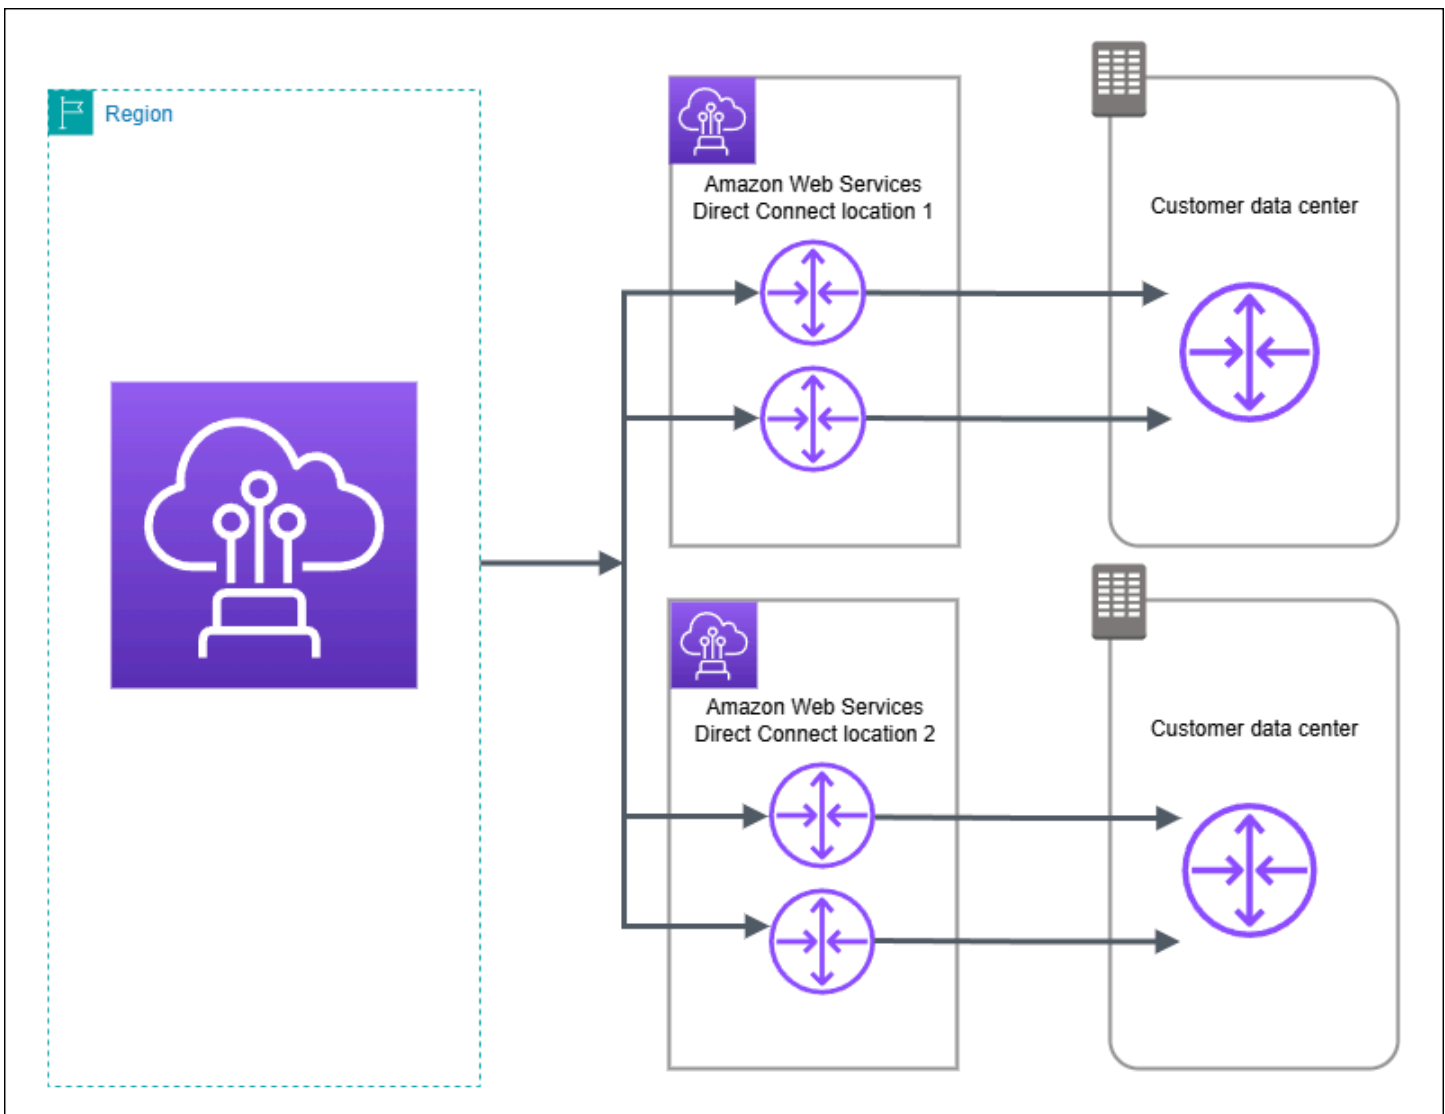 Region
Amazon Web Services
Direct Connect location 1
Customer data center
Amazon Web Services
Direct Connect location 2
Customer data center